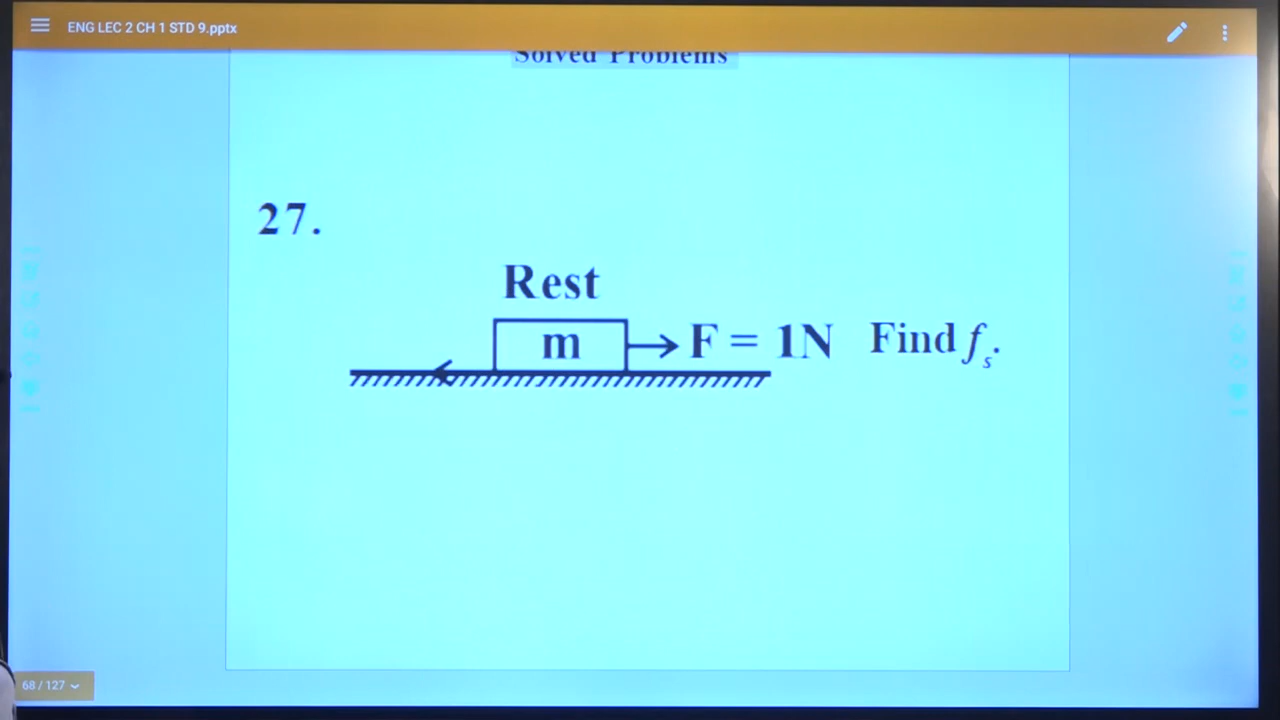 ENG LEC 2 CH 1 STD 9.pptx
Solved Problems
27.
Rest
m F = 1N Find fs.
68 / 127